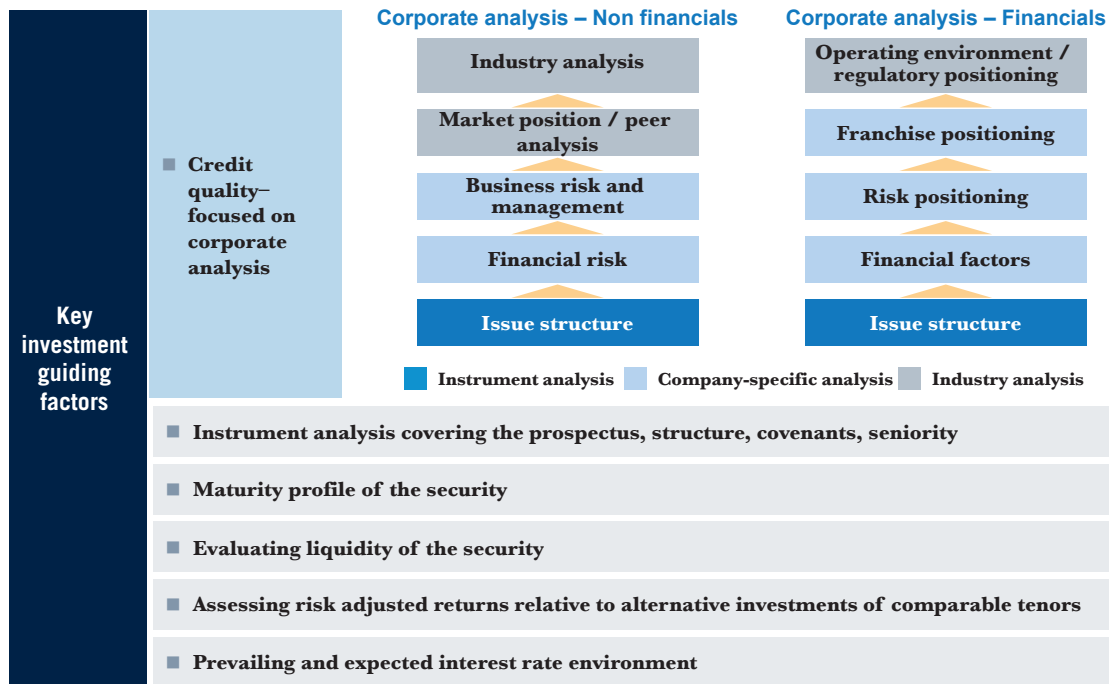 Key
investment
guiding
factors
Credit
quality–
focused on
corporate
analysis
Corporate analysis – Non financials
Industry analysis
Market position / peer
analysis
Business risk and
management
Financial risk
Issue structure
Corporate analysis – Financials
Operating environment /
regulatory positioning
Franchise positioning
Risk positioning
Financial factors
Issue structure
Instrument analysis
Company-specific analysis
Industry analysis
Instrument analysis covering the prospectus, structure, covenants, seniority
Maturity profile of the security
Evaluating liquidity of the security
Assessing risk adjusted returns relative to alternative investments of comparable tenors
Prevailing and expected interest rate environment